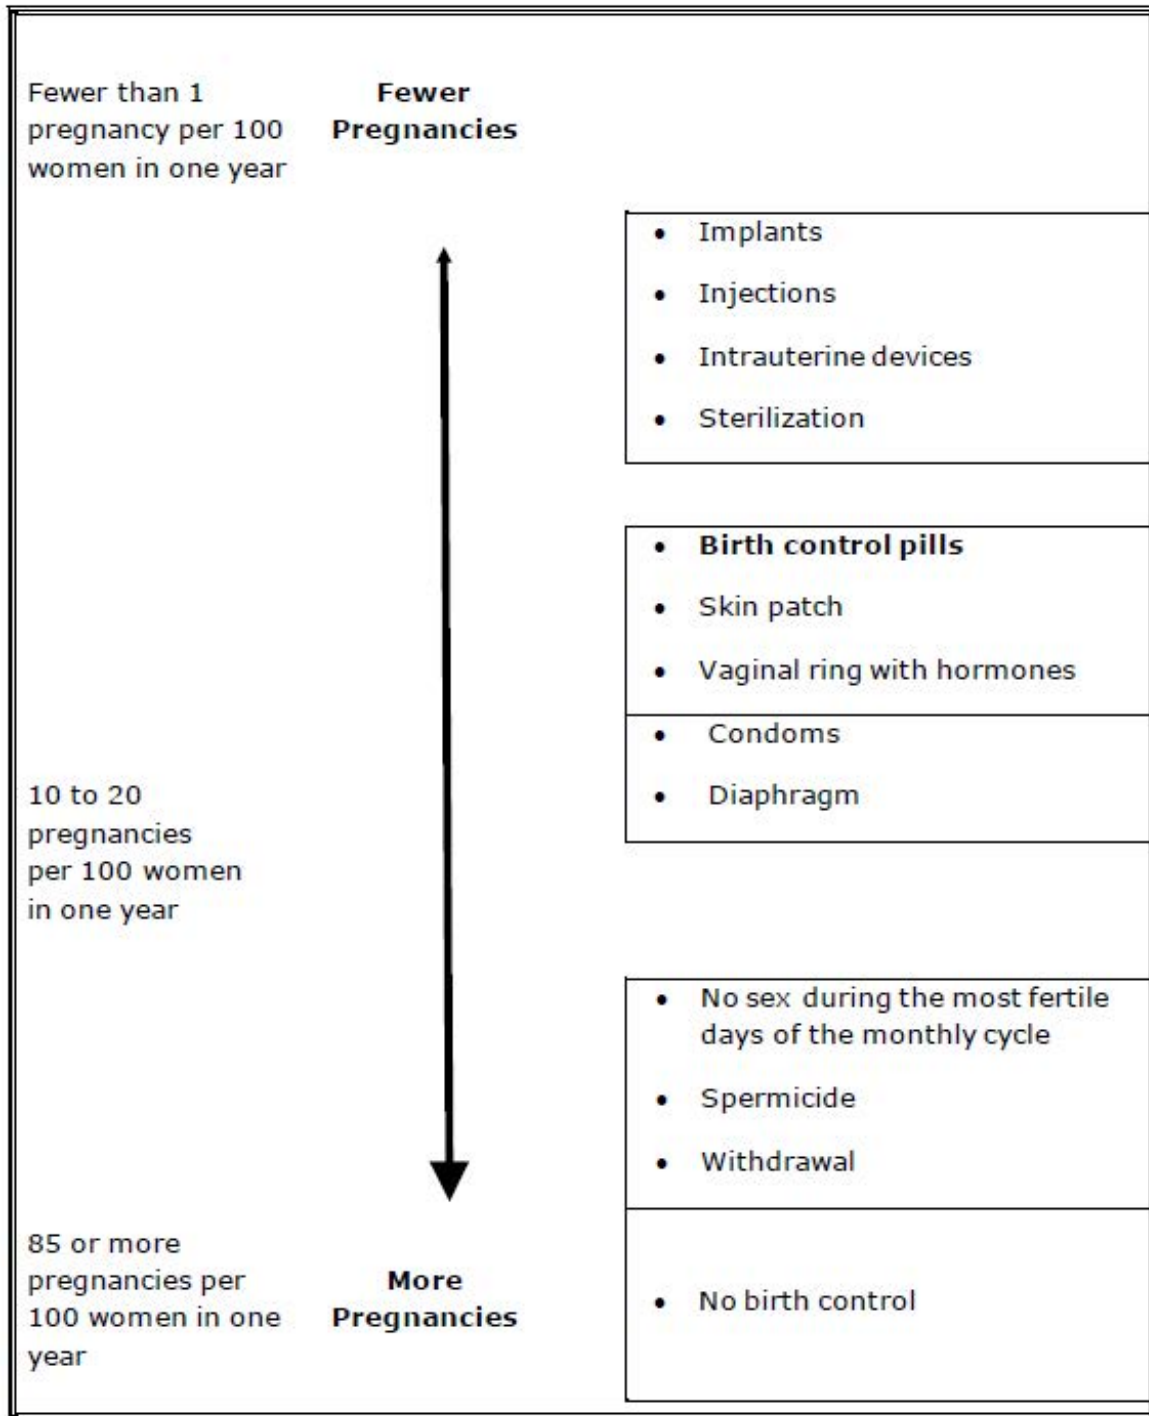 Fewer than 1
pregnancy per 100
women in one year
Fewer
Pregnancies
• Implants
• Injections
• Intrauterine devices
• Sterilization
• Birth control pills
• Skin patch
• Vaginal ring with hormones
• Condoms
• Diaphragm
10 to 20
pregnancies
per 100 women
in one year
• No sex during the most fertile
days of the monthly cycle
• Spermicide
• Withdrawal
85 or more
pregnancies per
100 women in one
year
More
Pregnancies
• No birth control